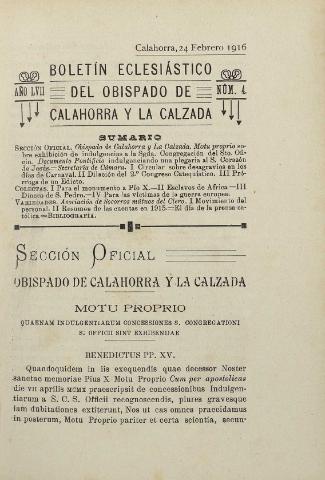 Calahorra, 24 Febrero 1916
BOLETÍN ECLESIÁSTICO
AÑO LVII DEL OBISPADO DE NÚM. 4
CALAHORRA Y LA CALZADA
SUMARIO
SECCIÓN OFICIAL. Obispado de Calahorra y La Calzada. Motu proprio so-
bre exhibición de indulgencias a la Sgda. Congregación del Sto. Ofi-
cio. Documento Pontificio indulgenciando una plegaria al S. Corazón
de Jesús.—Secretaría de Cámara. I Circular sobre desagravios en los
días de Carnaval. II Dilación del 2.º Congreso Catequístico. III Pró-
rroga de un Edicto.
COLECTAS. I Para el monumento a Pío X.—II Esclavos de Africa.—III
Dinero de S. Pedro.—IV Para las víctimas de la guerra europea.
VARIEDADES. Asociación de Socorros mútuos del Clero. I Movimiento del
personal. II Resumen de las cuentas en 1915.—El día de la prensa ca-
tólica.—BIBLIOGRAFÍA.
SECCIÓN OFICIAL
OBISPADO DE CALAHORRA Y LA CALZADA
MOTU PROPRIO
QUAENAM INDULGENTIARUM CONCESSIONES S. CONGREGATIONI
S. OFFICII SINT EXHIBENDAE
BENEDICTUS PP. XV.
Quandoquidem in iis exequendis quae decessor Noster
sanctae memoriae Pius X Motu Proprio Cum per apostolicas
die VII aprilis MCMX praescripsit de concessionibus Indulgen-
tiarum a S. C. S. Officii recognoscendis, plures gravesque
iam dubitationes extiterunt, Nos ut eas omnes praecidamus
in posterum, Motu Proprio pariter et certa scientia, secun-